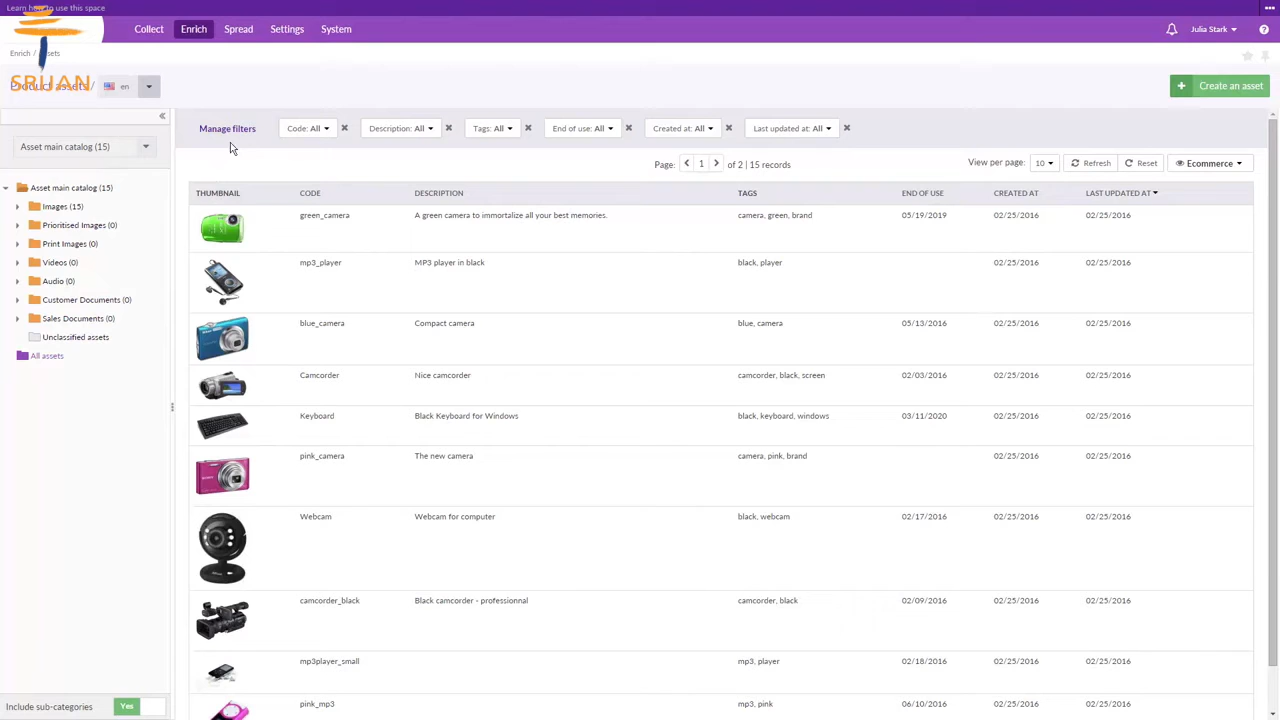 Learn how to use this space
Collect Enrich Spread Settings System
Julia Stark
Enrich / Assets
SRIJAN
Product assets / en
Create an asset
Asset main catalog (15)
Manage filters Code: All Description: All Tags: All End of use: All Created at: All Last updated at: All
Page: 1 of 2 | 15 records View per page: 10 Refresh Reset Ecommerce
Asset main catalog (15)
Images (15)
Prioritised Images (0)
Print Images (0)
Videos (0)
Audio (0)
Customer Documents (0)
Sales Documents (0)
Unclassified assets
All assets
THUMBNAIL CODE DESCRIPTION TAGS END OF USE CREATED AT LAST UPDATED AT
green_camera A green camera to immortalize all your best memories. camera, green, brand 05/19/2019 02/25/2016 02/25/2016
mp3_player MP3 player in black black, player 02/25/2016 02/25/2016
blue_camera Compact camera blue, camera 05/13/2016 02/25/2016 02/25/2016
Camcorder Nice camcorder camcorder, black, screen 02/03/2016 02/25/2016 02/25/2016
Keyboard Black Keyboard for Windows black, keyboard, windows 03/11/2020 02/25/2016 02/25/2016
pink_camera The new camera camera, pink, brand 02/25/2016 02/25/2016
Webcam Webcam for computer black, webcam 02/17/2016 02/25/2016 02/25/2016
camcorder_black Black camcorder - professionnal camcorder, black 02/09/2016 02/25/2016 02/25/2016
mp3player_small mp3, player 02/18/2016 02/25/2016 02/25/2016
pink_mp3 mp3, pink 06/10/2016 02/25/2016 02/25/2016
Include sub-categories Yes